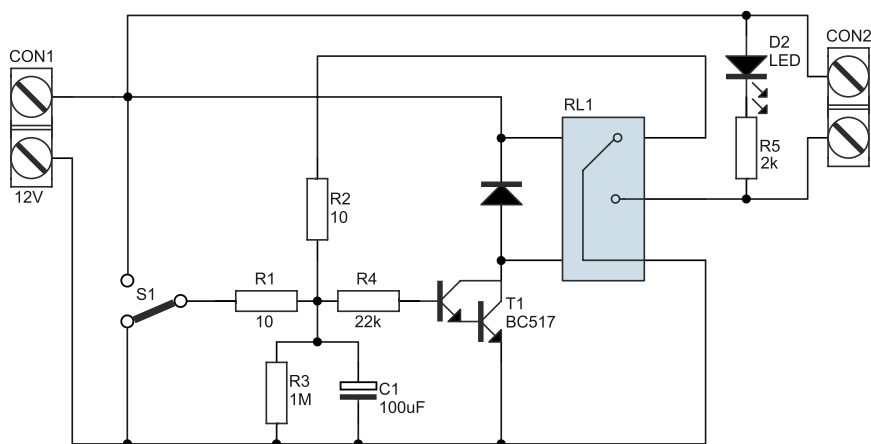 CON1
12V
S1
R1
10
R2
10
R4
22k
R3
1M
C1
100uF
T1
BC517
RL1
D2
LED
R5
2k
CON2